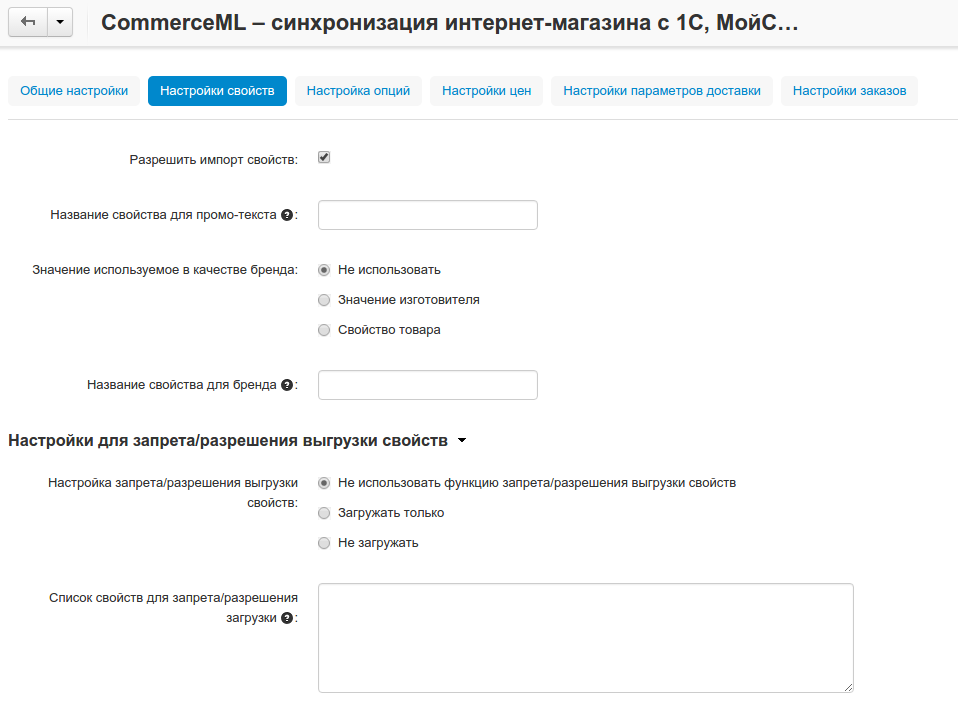 CommerceML – синхронизация интернет-магазина с 1С, МойС…
Общие настройки Настройки свойств Настройка опций Настройки цен Настройки параметров доставки Настройки заказов
Разрешить импорт свойств:
Название свойства для промо-текста ?:
Значение используемое в качестве бренда: Не использовать
Значение изготовителя
Свойство товара
Название свойства для бренда ?:
Настройки для запрета/разрешения выгрузки свойств
Настройка запрета/разрешения выгрузки Не использовать функцию запрета/разрешения выгрузки свойств
свойств:
Загружать только
Не загружать
Список свойств для запрета/разрешения
загрузки ?: